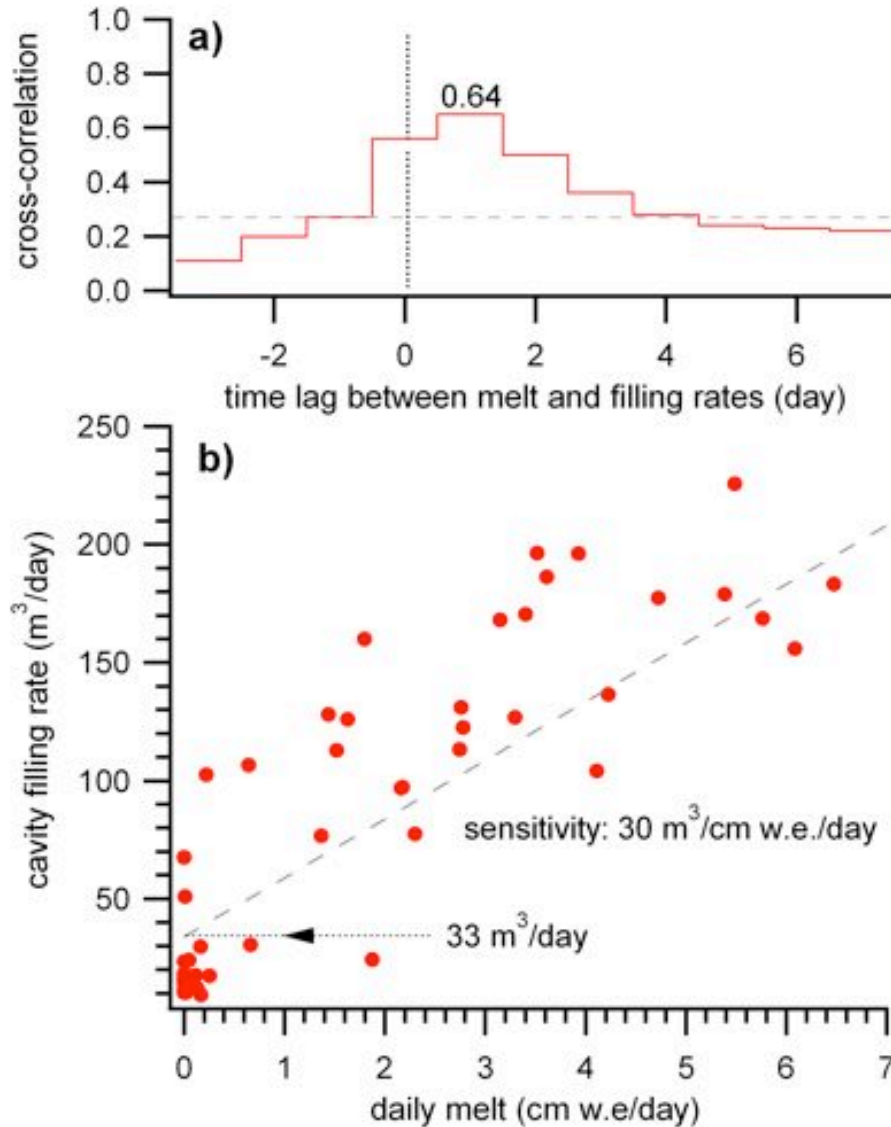 a)
1.0
0.8
0.6
0.4
0.2
0.0
0.64
cross-correlation
-2 0 2 4 6
time lag between melt and filling rates (day)
b)
250
200
150
100
50
cavity filling rate (m³/day)
sensitivity: 30 m³/cm w.e./day
33 m³/day
0 1 2 3 4 5 6 7
daily melt (cm w.e/day)